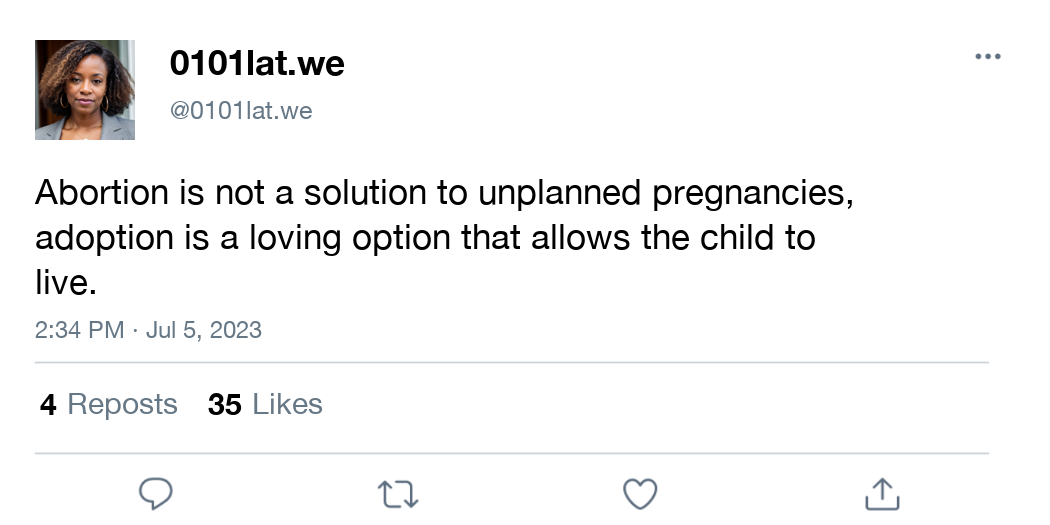 0101lat.we
@0101lat.we
Abortion is not a solution to unplanned pregnancies,
adoption is a loving option that allows the child to
live.
2:34 PM · Jul 5, 2023
4 Reposts 35 Likes